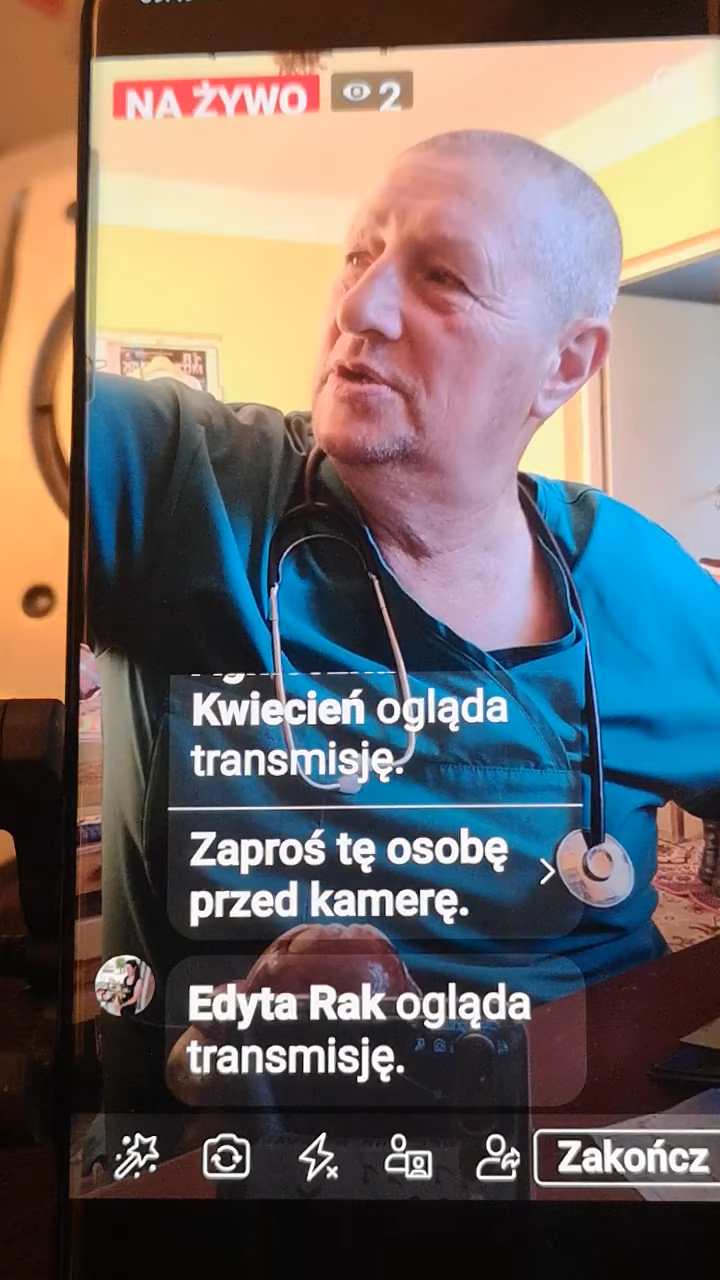 NA ŻYWO 2
Kwiecień ogląda
transmisję.
Zaproś tę osobę
przed kamerę.
Edyta Rak ogląda
transmisję.
Zakończ